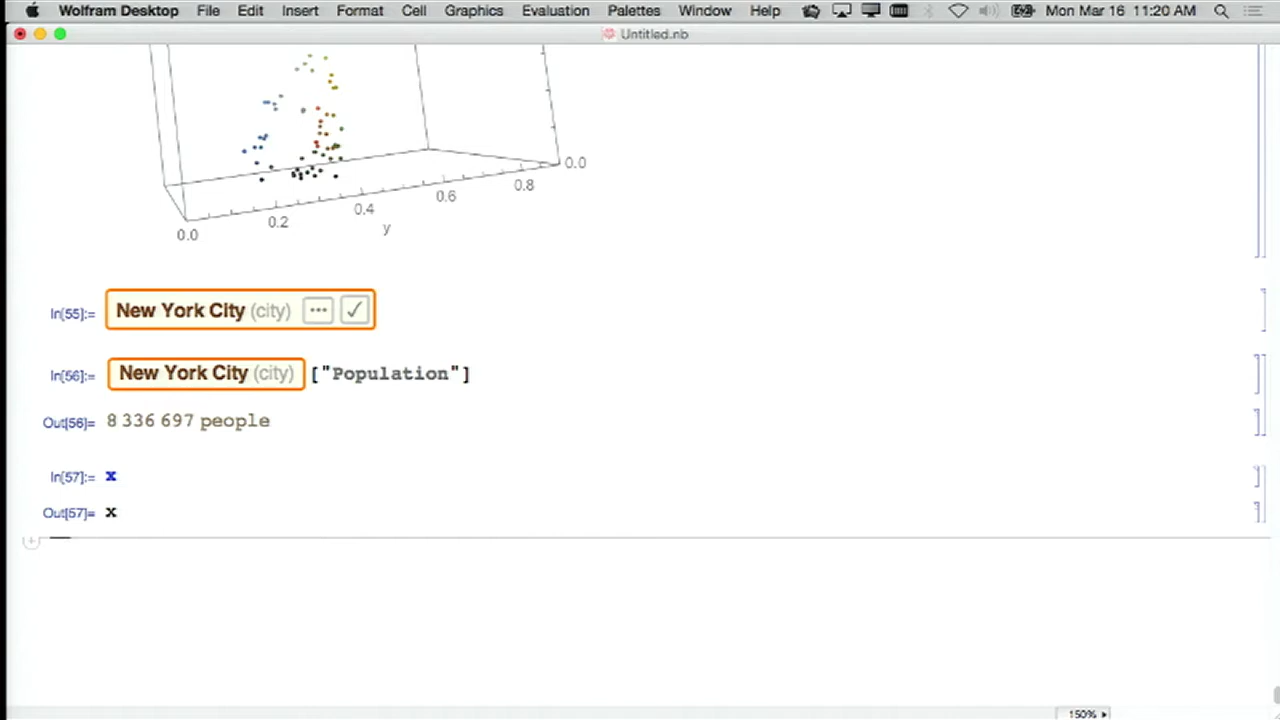 Wolfram Desktop File Edit Insert Format Cell Graphics Evaluation Palettes Window Help Mon Mar 16 11:20 AM
Untitled.nb
0.0
0.8
0.6
0.4
0.2
0.0
y
In[55]:= New York City (city) ... ✓
In[56]:= New York City (city) ["Population"]
Out[56]= 8 336 697 people
In[57]:= x
Out[57]= x
150%